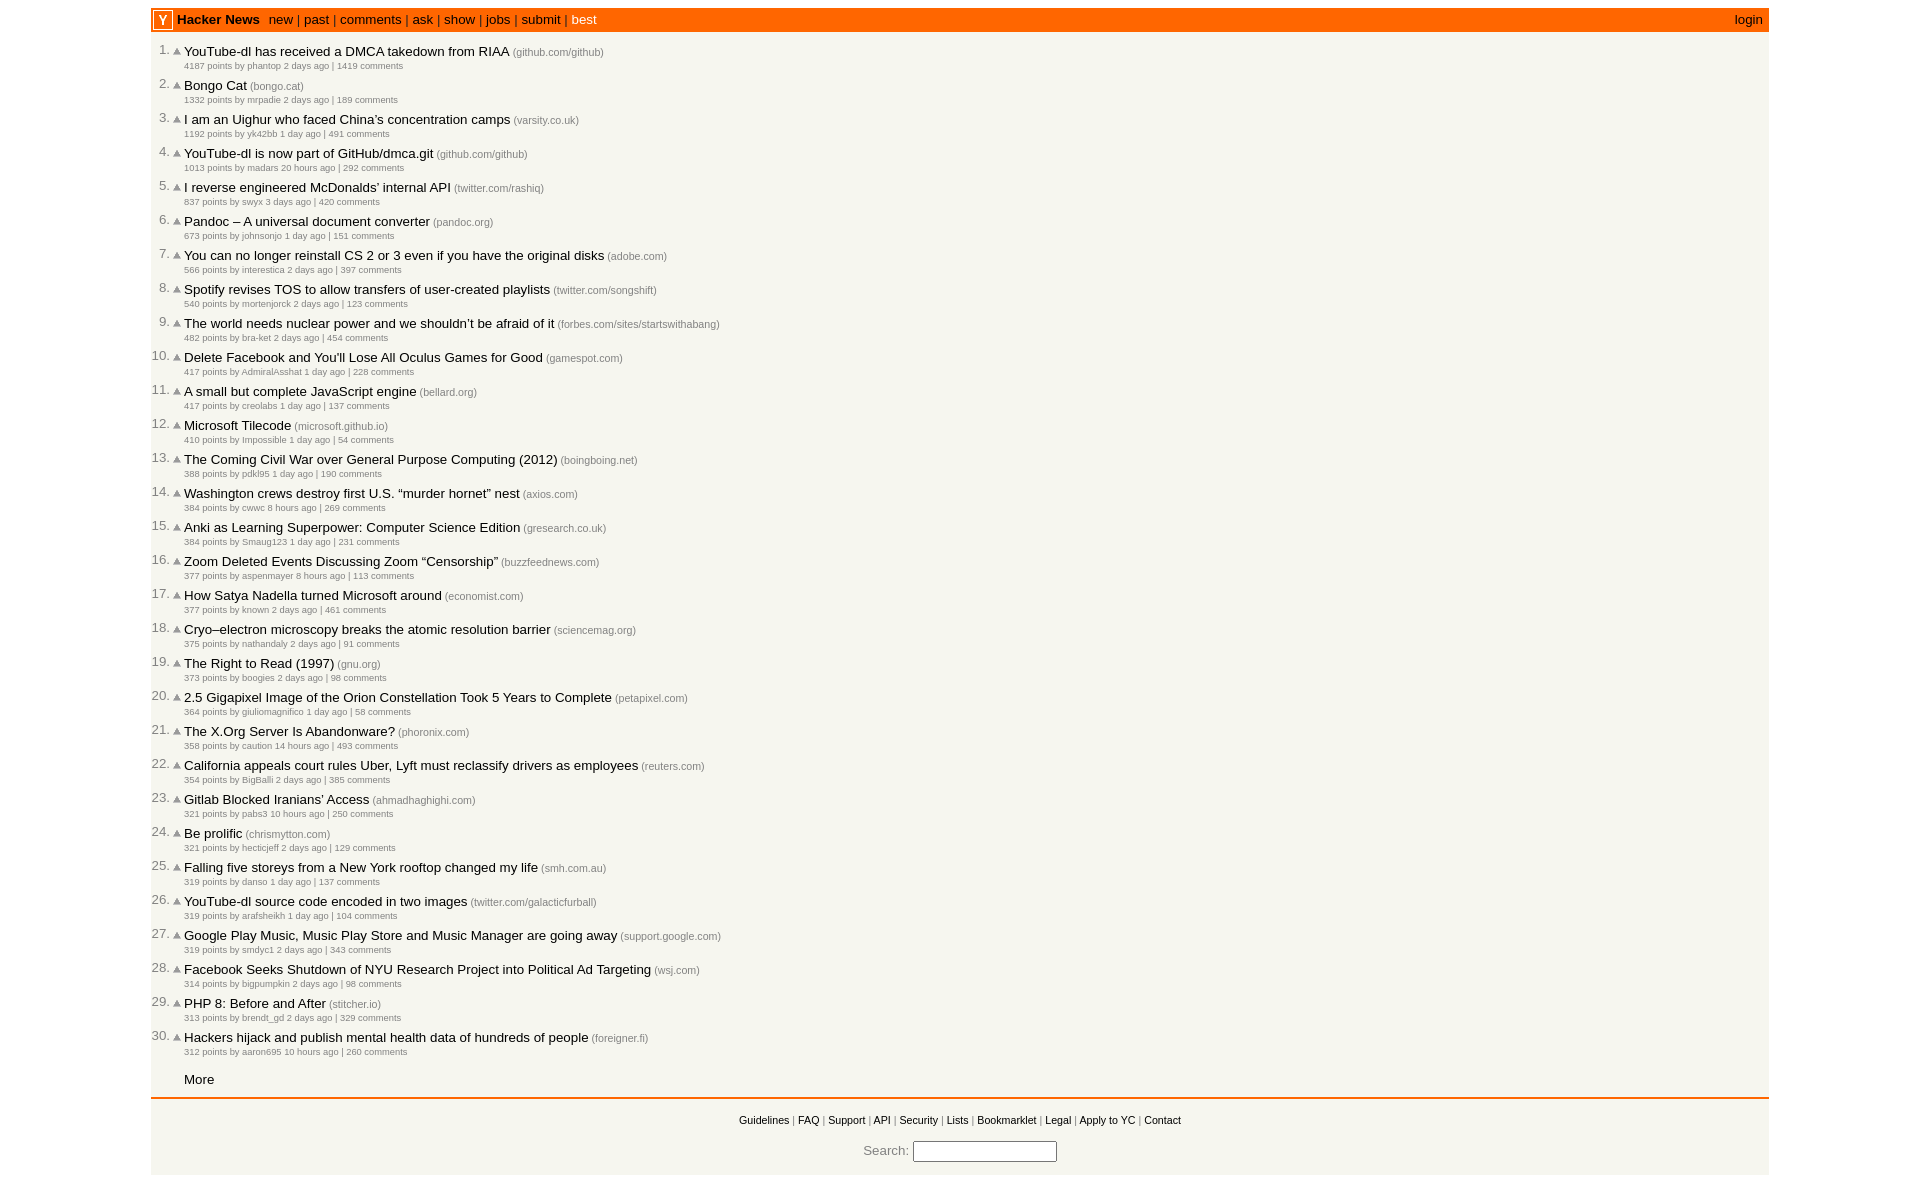 Y Hacker News new | past | comments | ask | show | jobs | submit | best login
1. YouTube-dl has received a DMCA takedown from RIAA (github.com/github)
4187 points by phantop 2 days ago | 1419 comments
2. Bongo Cat (bongo.cat)
1332 points by mrpadie 2 days ago | 189 comments
3. I am an Uighur who faced China’s concentration camps (varsity.co.uk)
1192 points by yk42bb 1 day ago | 491 comments
4. YouTube-dl is now part of GitHub/dmca.git (github.com/github)
1013 points by madars 20 hours ago | 292 comments
5. I reverse engineered McDonalds’ internal API (twitter.com/rashiq)
837 points by swyx 3 days ago | 420 comments
6. Pandoc – A universal document converter (pandoc.org)
673 points by johnsonjo 1 day ago | 151 comments
7. You can no longer reinstall CS 2 or 3 even if you have the original disks (adobe.com)
566 points by interestica 2 days ago | 397 comments
8. Spotify revises TOS to allow transfers of user-created playlists (twitter.com/songshift)
540 points by mortenjorck 2 days ago | 123 comments
9. The world needs nuclear power and we shouldn’t be afraid of it (forbes.com/sites/startswithabang)
482 points by bra-ket 2 days ago | 454 comments
10. Delete Facebook and You'll Lose All Oculus Games for Good (gamespot.com)
417 points by AdmiralAsshat 1 day ago | 228 comments
11. A small but complete JavaScript engine (bellard.org)
417 points by creolabs 1 day ago | 137 comments
12. Microsoft Tilecode (microsoft.github.io)
410 points by Impossible 1 day ago | 54 comments
13. The Coming Civil War over General Purpose Computing (2012) (boingboing.net)
388 points by pdkl95 1 day ago | 190 comments
14. Washington crews destroy first U.S. “murder hornet” nest (axios.com)
384 points by cwwc 8 hours ago | 269 comments
15. Anki as Learning Superpower: Computer Science Edition (gresearch.co.uk)
384 points by Smaug123 1 day ago | 231 comments
16. Zoom Deleted Events Discussing Zoom “Censorship” (buzzfeednews.com)
377 points by aspenmayer 8 hours ago | 113 comments
17. How Satya Nadella turned Microsoft around (economist.com)
377 points by known 2 days ago | 461 comments
18. Cryo–electron microscopy breaks the atomic resolution barrier (sciencemag.org)
375 points by nathandaly 2 days ago | 91 comments
19. The Right to Read (1997) (gnu.org)
373 points by boogies 2 days ago | 98 comments
20. 2.5 Gigapixel Image of the Orion Constellation Took 5 Years to Complete (petapixel.com)
364 points by giuliomagnifico 1 day ago | 58 comments
21. The X.Org Server Is Abandonware? (phoronix.com)
358 points by caution 14 hours ago | 493 comments
22. California appeals court rules Uber, Lyft must reclassify drivers as employees (reuters.com)
354 points by BigBalli 2 days ago | 385 comments
23. Gitlab Blocked Iranians’ Access (ahmadhaghighi.com)
321 points by pabs3 10 hours ago | 250 comments
24. Be prolific (chrismytton.com)
321 points by hecticjeff 2 days ago | 129 comments
25. Falling five storeys from a New York rooftop changed my life (smh.com.au)
319 points by danso 1 day ago | 137 comments
26. YouTube-dl source code encoded in two images (twitter.com/galacticfurball)
319 points by arafsheikh 1 day ago | 104 comments
27. Google Play Music, Music Play Store and Music Manager are going away (support.google.com)
319 points by smdyc1 2 days ago | 343 comments
28. Facebook Seeks Shutdown of NYU Research Project into Political Ad Targeting (wsj.com)
314 points by bigpumpkin 2 days ago | 98 comments
29. PHP 8: Before and After (stitcher.io)
313 points by brendt_gd 2 days ago | 329 comments
30. Hackers hijack and publish mental health data of hundreds of people (foreigner.fi)
312 points by aaron695 10 hours ago | 260 comments
More
Guidelines | FAQ | Support | API | Security | Lists | Bookmarklet | Legal | Apply to YC | Contact
Search: